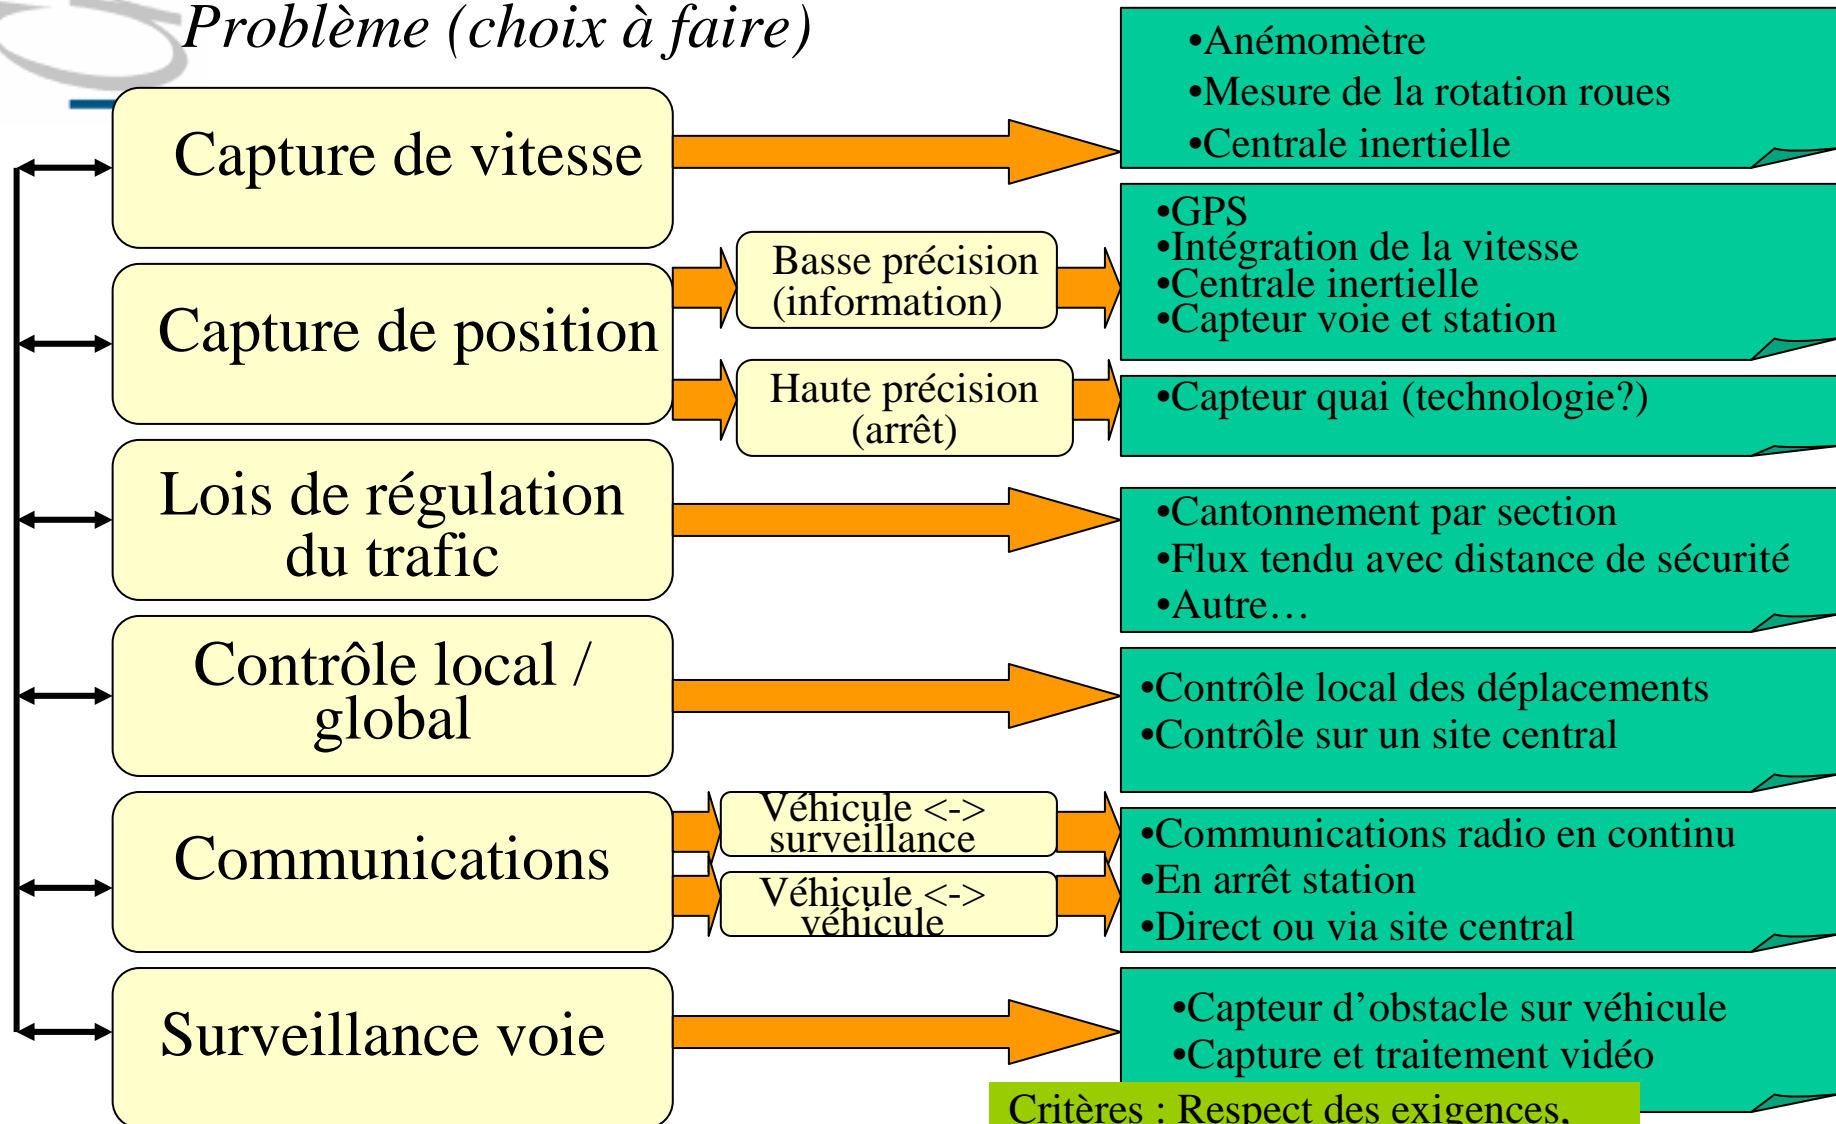 Problème (choix à faire)
Capture de vitesse
•Anémomètre
•Mesure de la rotation roues
•Centrale inertielle
Capture de position
Basse précision
(information)
•GPS
•Intégration de la vitesse
•Centrale inertielle
•Capteur voie et station
Haute précision
(arrêt)
•Capteur quai (technologie?)
Lois de régulation
du trafic
•Cantonnement par section
•Flux tendu avec distance de sécurité
•Autre…
Contrôle local /
global
•Contrôle local des déplacements
•Contrôle sur un site central
Communications
Véhicule <->
surveillance
Véhicule <->
véhicule
•Communications radio en continu
•En arrêt station
•Direct ou via site central
Surveillance voie
•Capteur d’obstacle sur véhicule
•Capture et traitement vidéo
Critères : Respect des exigences,